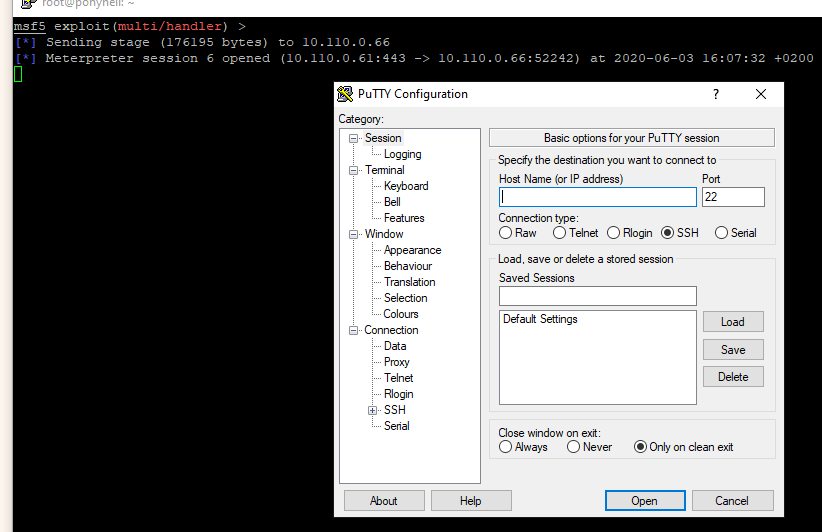 root@ponyhell: ~
msf5 exploit(multi/handler) >
[*] Sending stage (176195 bytes) to 10.110.0.66
[*] Meterpreter session 6 opened (10.110.0.61:443 -> 10.110.0.66:52242) at 2020-06-03 16:07:32 +0200
PuTTY Configuration
Category:
Session
Logging
Terminal
Keyboard
Bell
Features
Window
Appearance
Behaviour
Translation
Selection
Colours
Connection
Data
Proxy
Telnet
Rlogin
SSH
Serial
Basic options for your PuTTY session
Specify the destination you want to connect to
Host Name (or IP address) Port
22
Connection type:
Raw Telnet Rlogin SSH Serial
Load, save or delete a stored session
Saved Sessions
Default Settings
Load
Save
Delete
Close window on exit:
Always Never Only on clean exit
About Help Open Cancel